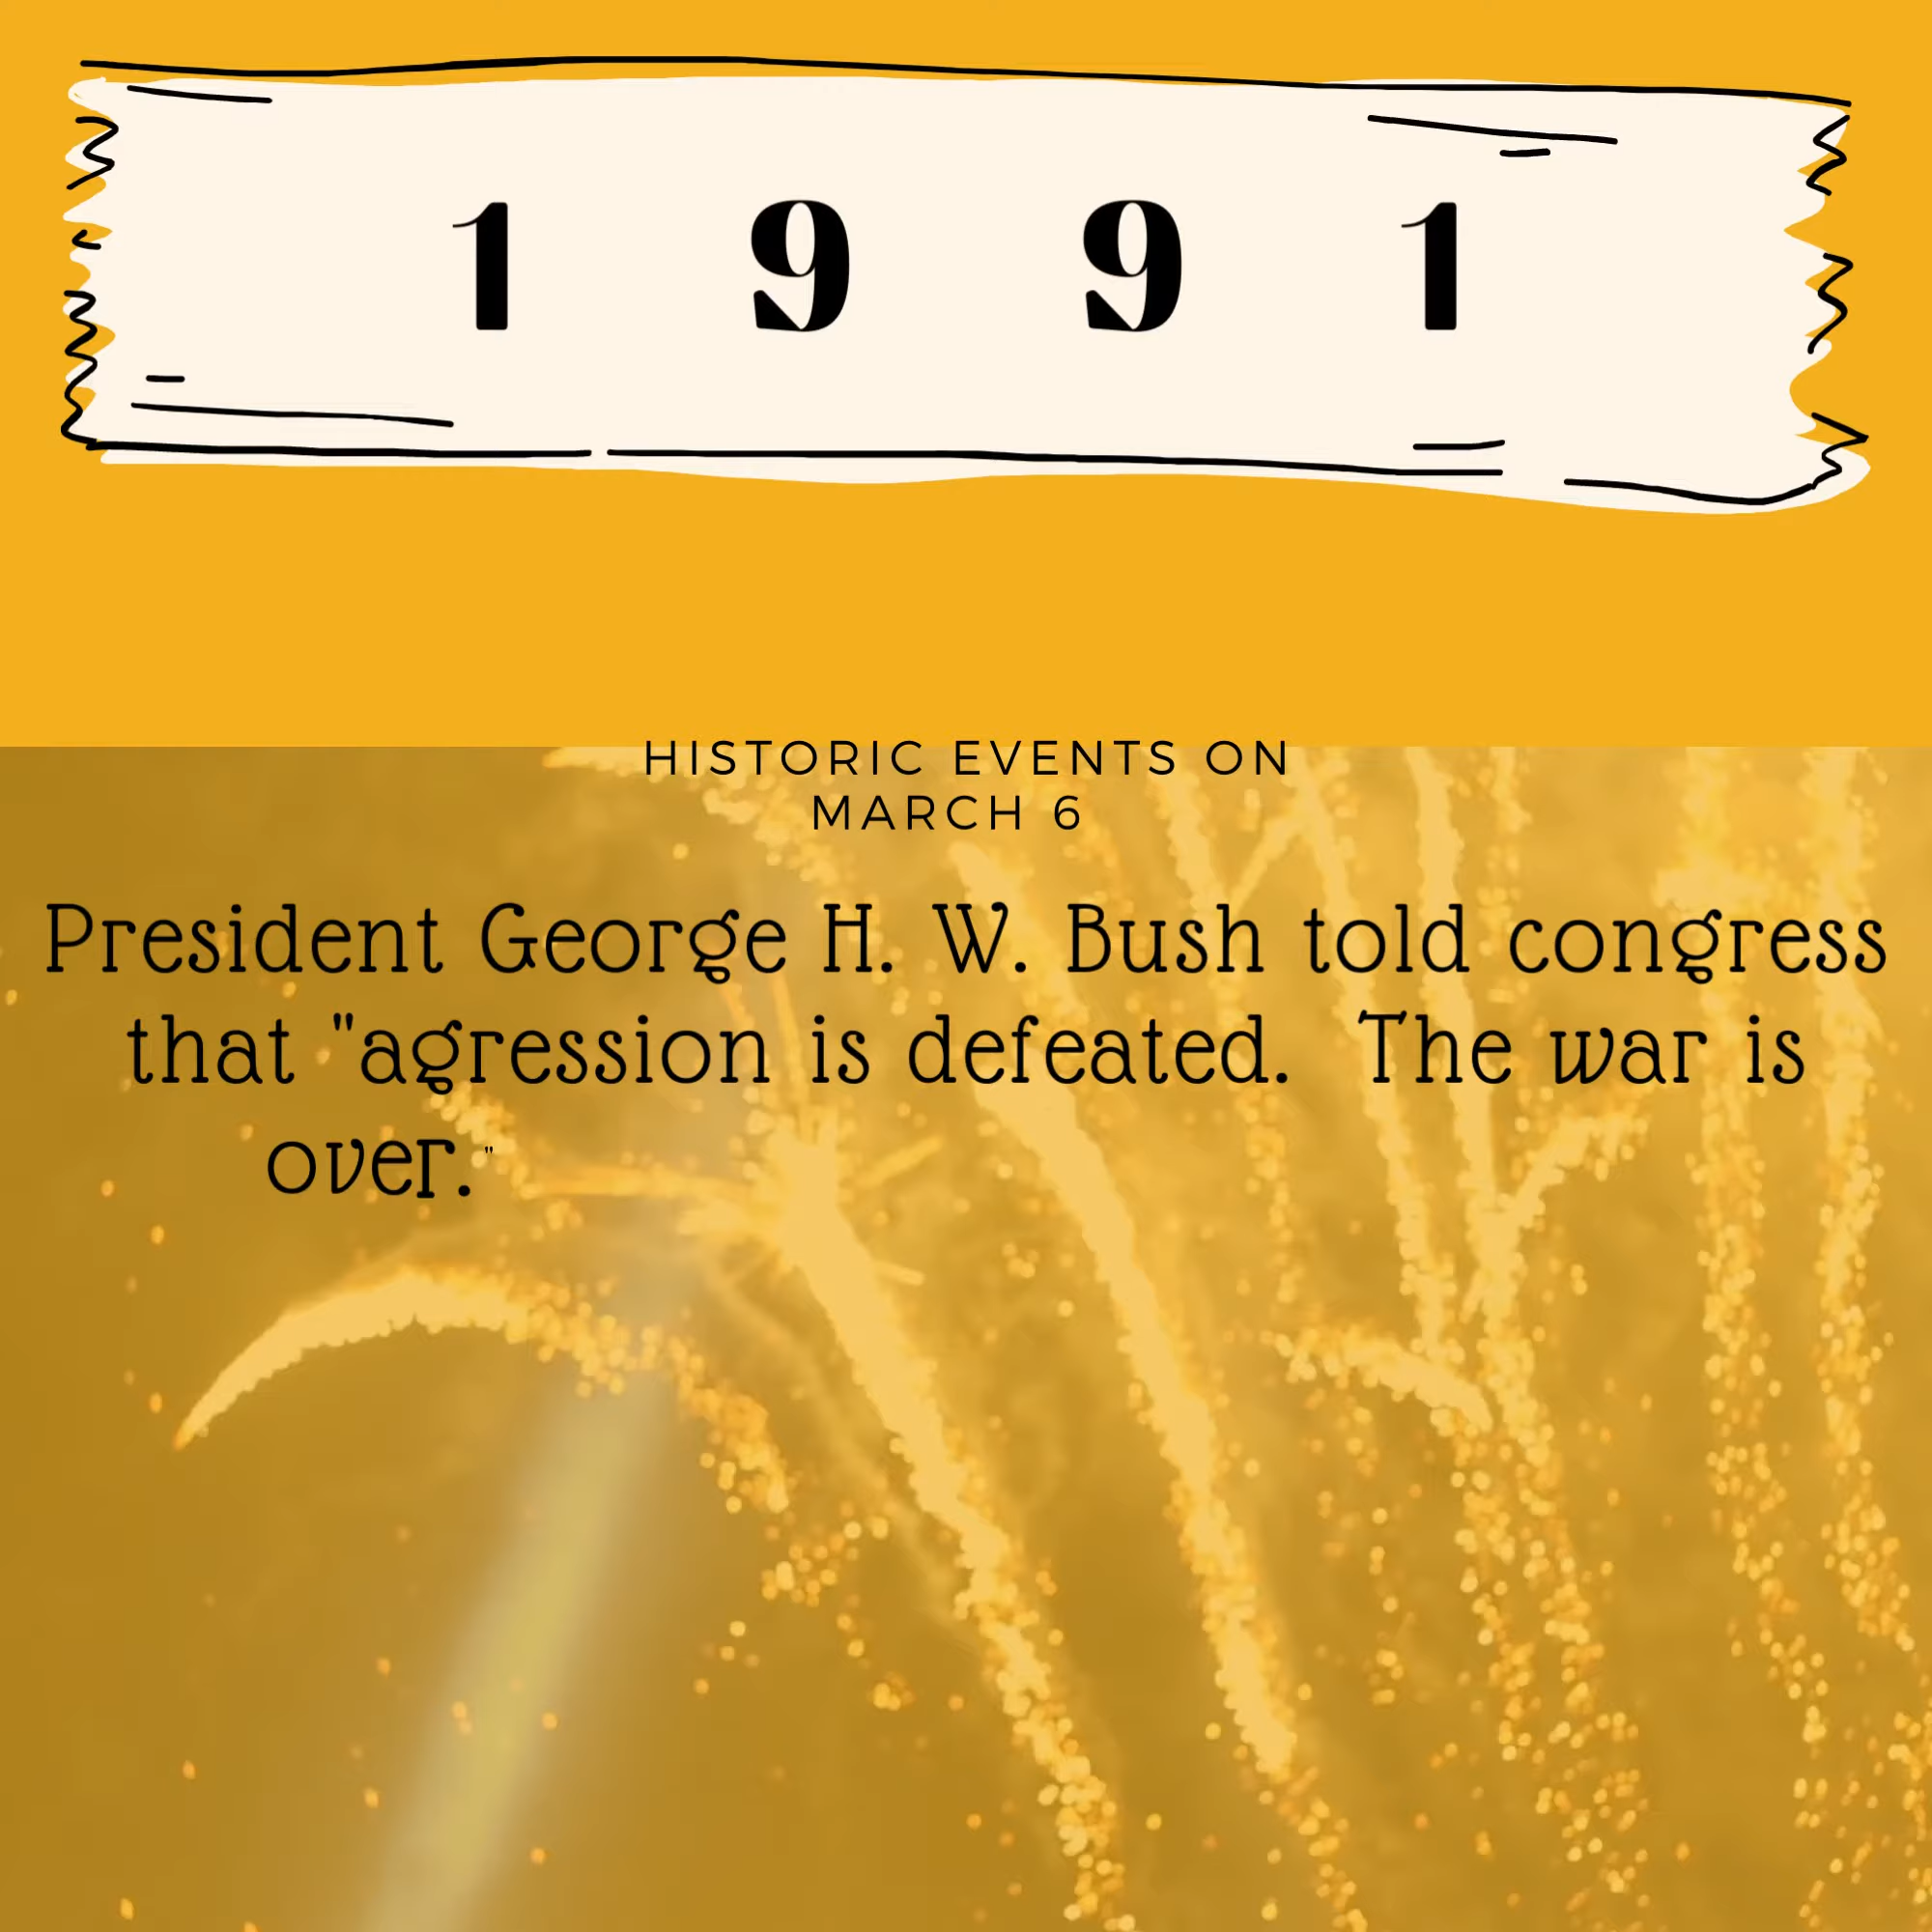 1 9 9 1
HISTORIC EVENTS ON
MARCH 6
President George H. W. Bush told congress
that "agression is defeated.  The war is
over."